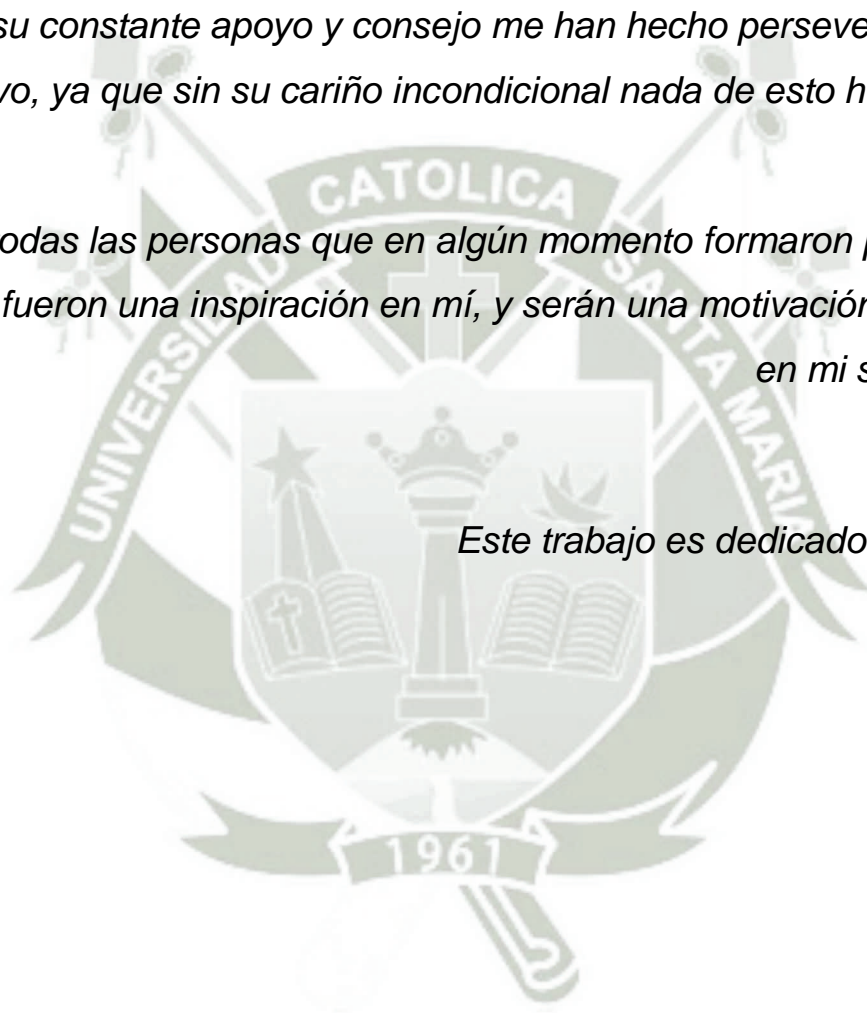 su constante apoyo y consejo me han hecho perseve
vo, ya que sin su cariño incondicional nada de esto h
odas las personas que en algún momento formaron p
fueron una inspiración en mí, y serán una motivación
en mi s
Este trabajo es dedicado
UNIVERSIDAD CATOLICA SANTA MARIA
1961